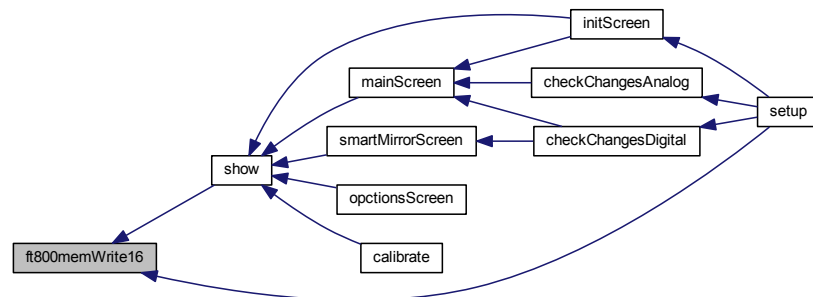 initScreen
mainScreen
checkChangesAnalog
setup
smartMirrorScreen
checkChangesDigital
show
opctionsScreen
ft800memWrite16
calibrate